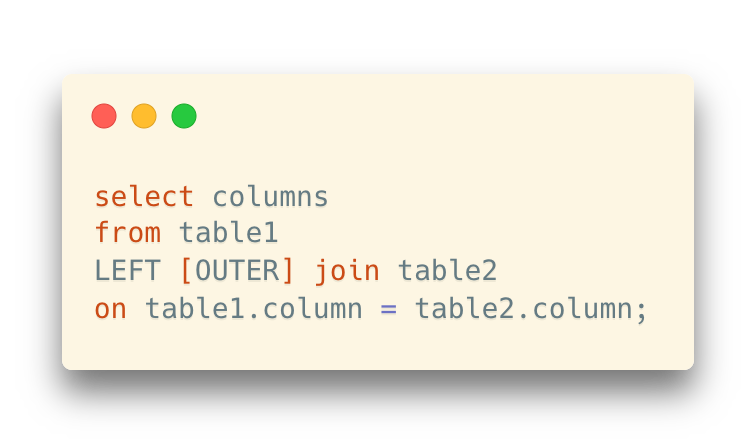 select columns
from table1
LEFT [OUTER] join table2
on table1.column = table2.column;